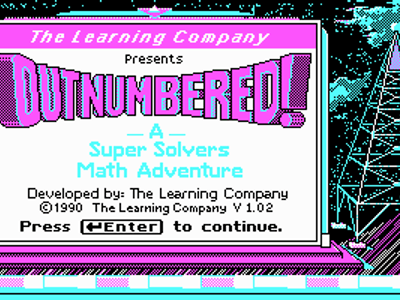 The Learning Company
Presents
OUTNUMBERED!
— A —
Super Solvers
Math Adventure
Developed by: The Learning Company
©1990 The Learning Company V 1.02
Press ↵Enter to continue.